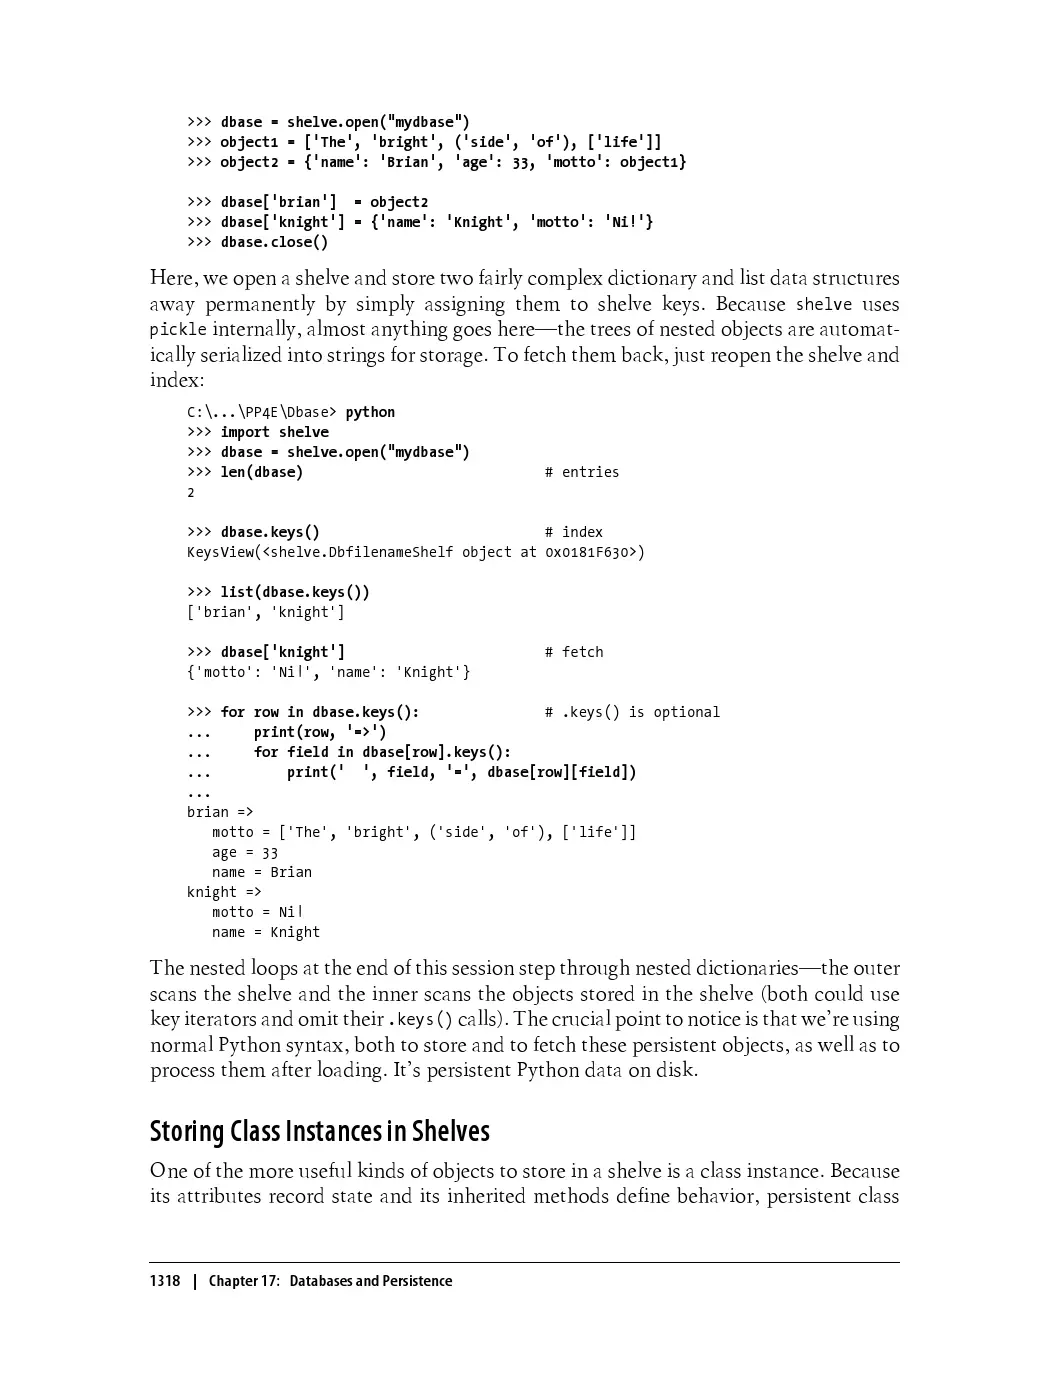 >>> dbase = shelve.open("mydbase")
>>> object1 = ['The', 'bright', ('side', 'of'), ['life']]
>>> object2 = {'name': 'Brian', 'age': 33, 'motto': object1}
>>> dbase['brian']  = object2
>>> dbase['knight'] = {'name': 'Knight', 'motto': 'Ni!'}
>>> dbase.close()
Here, we open a shelve and store two fairly complex dictionary and list data structures
away permanently by simply assigning them to shelve keys. Because shelve uses
pickle internally, almost anything goes here—the trees of nested objects are automat-
ically serialized into strings for storage. To fetch them back, just reopen the shelve and
index:
C:\...\PP4E\Dbase> python
>>> import shelve
>>> dbase = shelve.open("mydbase")
>>> len(dbase)                             # entries
2
>>> dbase.keys()                           # index
KeysView(<shelve.DbfilenameShelf object at 0x0181F630>)
>>> list(dbase.keys())
['brian', 'knight']
>>> dbase['knight']                        # fetch
{'motto': 'Ni!', 'name': 'Knight'}
>>> for row in dbase.keys():               # .keys() is optional
...     print(row, '=>')
...     for field in dbase[row].keys():
...         print('  ', field, '=', dbase[row][field])
...
brian =>
   motto = ['The', 'bright', ('side', 'of'), ['life']]
   age = 33
   name = Brian
knight =>
   motto = Ni!
   name = Knight
The nested loops at the end of this session step through nested dictionaries—the outer
scans the shelve and the inner scans the objects stored in the shelve (both could use
key iterators and omit their .keys() calls). The crucial point to notice is that we're using
normal Python syntax, both to store and to fetch these persistent objects, as well as to
process them after loading. It's persistent Python data on disk.
Storing Class Instances in Shelves
One of the more useful kinds of objects to store in a shelve is a class instance. Because
its attributes record state and its inherited methods define behavior, persistent class
1318 | Chapter 17: Databases and Persistence